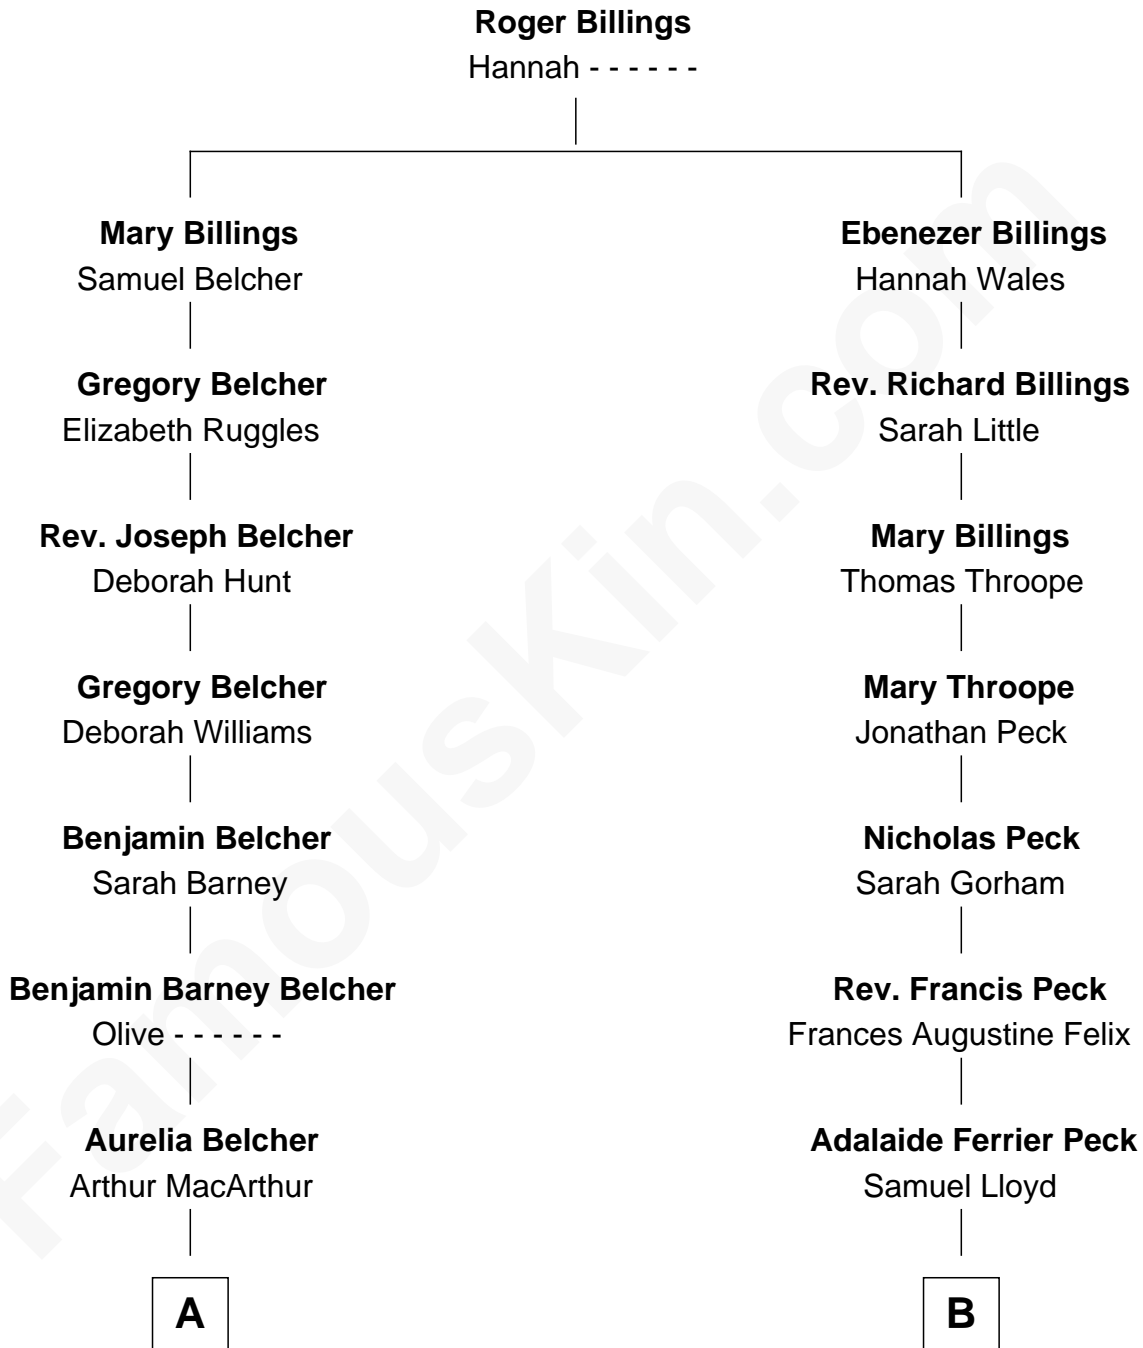 Roger Billings
Hannah - - - - - -
Mary Billings
Samuel Belcher
Gregory Belcher
Elizabeth Ruggles
Rev. Joseph Belcher
Deborah Hunt
Gregory Belcher
Deborah Williams
Benjamin Belcher
Sarah Barney
Benjamin Barney Belcher
Olive - - - - - -
Aurelia Belcher
Arthur MacArthur
A
Ebenezer Billings
Hannah Wales
Rev. Richard Billings
Sarah Little
Mary Billings
Thomas Throope
Mary Throope
Jonathan Peck
Nicholas Peck
Sarah Gorham
Rev. Francis Peck
Frances Augustine Felix
Adalaide Ferrier Peck
Samuel Lloyd
B
FamousKin.com